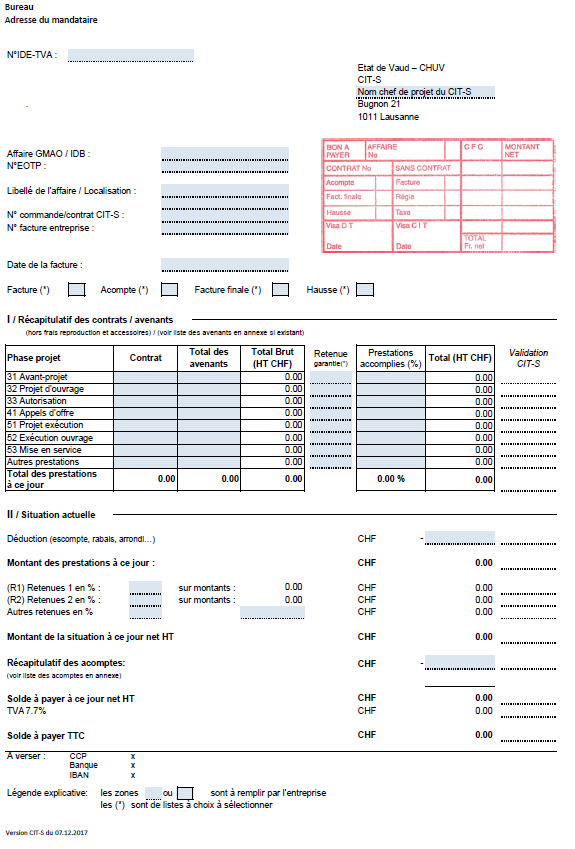 Bureau
Adresse du mandataire
N°IDE-TVA :
Etat de Vaud – CHUV
CIT-S
Nom chef de projet du CIT-S
Bugnon 21
1011 Lausanne
BON A PAYER AFFAIRE No C F C MONTANT NET
CONTRAT No SANS CONTRAT
Acompte Facture
Fact. finale Régie
Hausse Taxe
Visa D T Visa C I T
Date Date TOTAL Fr. net
Affaire GMAO / IDB :
N°EOTP :
Libellé de l'affaire / Localisation :
N° commande/contrat CIT-S :
N° facture entreprise :
Date de la facture :
Facture (*) Acompte (*) Facture finale (*) Hausse (*)
I / Récapitulatif des contrats / avenants
(hors frais reproduction et accessoires) / (voir liste des avenants en annexe si existant)
Phase projet Contrat Total des avenants Total Brut (HT CHF) Retenue garantie(*) Prestations accomplies (%) Total (HT CHF) Validation CIT-S
31 Avant-projet 0.00 0.00
32 Projet d'ouvrage 0.00 0.00
33 Autorisation 0.00 0.00
41 Appels d'offre 0.00 0.00
51 Projet exécution 0.00 0.00
52 Exécution ouvrage 0.00 0.00
53 Mise en service 0.00 0.00
Autres prestations 0.00 0.00
Total des prestations à ce jour 0.00 0.00 0.00 0.00 % 0.00
II / Situation actuelle
Déduction (escompte, rabais, arrondi…) CHF -
Montant des prestations à ce jour : CHF 0.00
(R1) Retenues 1 en % : sur montants : 0.00 CHF 0.00
(R2) Retenues 2 en % : sur montants : 0.00 CHF 0.00
Autres retenues en % CHF 0.00
Montant de la situation à ce jour net HT CHF 0.00
Récapitulatif des acomptes: CHF -
(voir liste des acomptes en annexe)
Solde à payer à ce jour net HT CHF 0.00
TVA 7.7% CHF 0.00
Solde à payer TTC CHF 0.00
A verser : CCP x
Banque x
IBAN x
Légende explicative: les zones ou sont à remplir par l'entreprise
les (*) sont de listes à choix à sélectionner
Version CIT-S du 07.12.2017